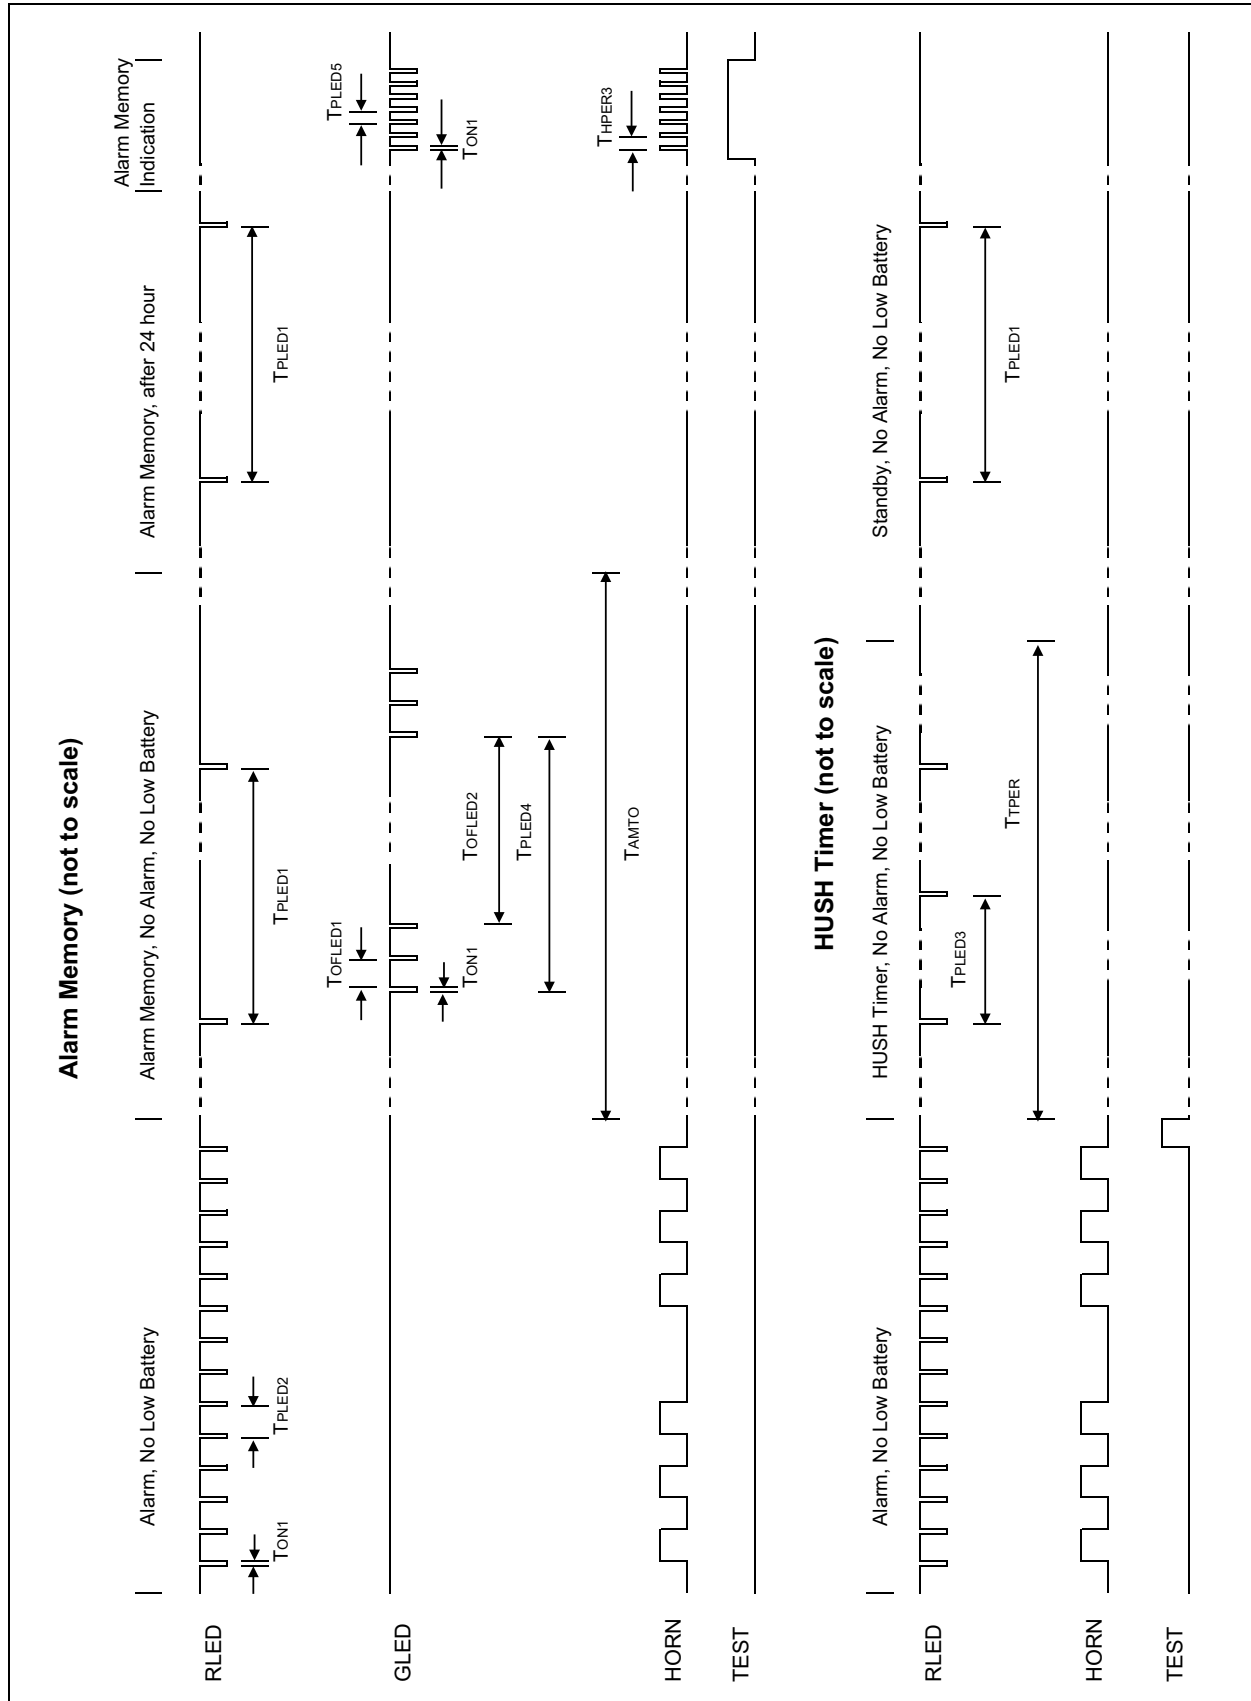 Alarm Memory (not to scale)
Alarm, No Low Battery
Alarm Memory, No Alarm, No Low Battery
Alarm Memory, after 24 hour
Alarm Memory
Indication
RLED
TON1
TPLED2
TPLED1
TPLED1
GLED
TOFLED1
TON1
TOFLED2
TPLED4
TPLED5
TON1
TAMTO
THPER3
HORN
TEST
HUSH Timer (not to scale)
Alarm, No Low Battery
HUSH Timer, No Alarm, No Low Battery
Standby, No Alarm, No Low Battery
RLED
TPLED3
TPLED1
TTPER
HORN
TEST